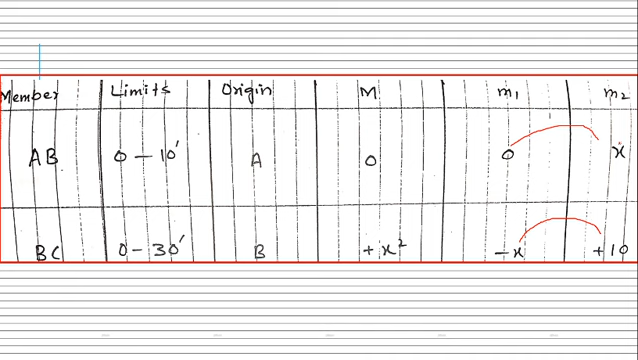 Member Limits Origin M m₁ m₂
AB 0 – 10' A 0 0 x
BC 0 – 30' B + x² – x + 10